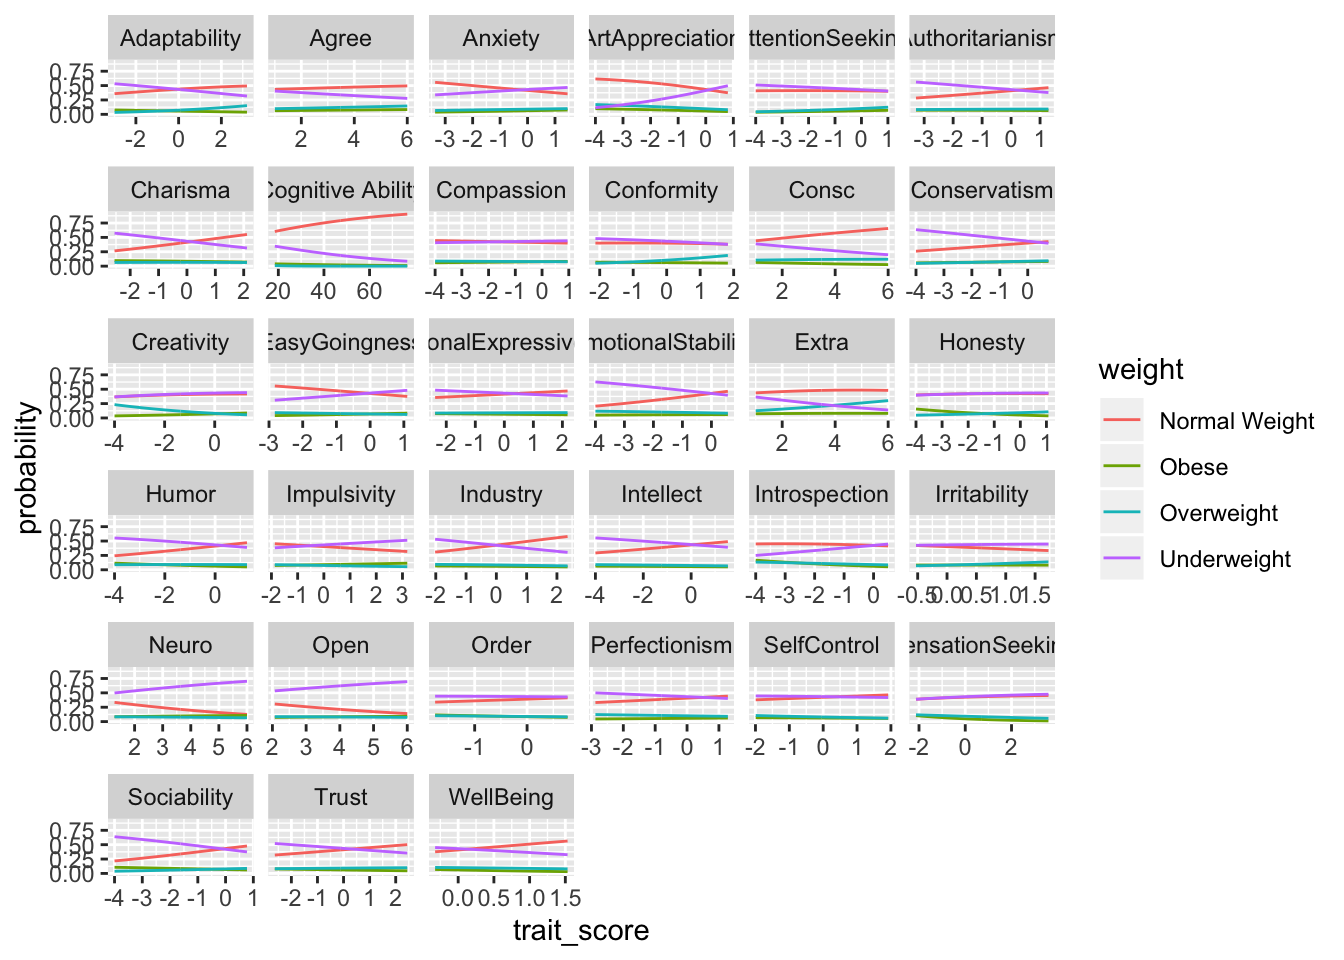 Adaptability Agree Anxiety ArtAppreciation ttentionSeekin Authoritarianism
0.75
0.50
0.25
0.00
-2 0 2 2 4 6 -3 -2 -1 0 1 -4 -3 -2 -1 0 1 -4 -3 -2 -1 0 1 -3 -2 -1 0 1
Charisma Cognitive Ability Compassion Conformity Consc Conservatism
0.75
0.50
0.25
0.00
-2 -1 0 1 2 20 40 60 -4 -3 -2 -1 0 1 -2 -1 0 1 2 2 4 6 -4 -3 -2 -1 0
Creativity EasyGoingness onalExpressive motionalStabili Extra Honesty
0.75
0.50
0.25
0.00
-4 -2 0 -3 -2 -1 0 1 -2 -1 0 1 2 -4 -3 -2 -1 0 2 4 6 -3 -2 -1 0 1
Humor Impulsivity Industry Intellect Introspection Irritability
0.75
0.50
0.25
0.00
-4 -2 0 -2 -1 0 1 2 3 -2 -1 0 1 2 -4 -2 0 -4 -3 -2 -1 0 -0.5 0.0 0.5 1.0 1.5
Neuro Open Order Perfectionism SelfControl ensationSeekin
0.75
0.50
0.25
0.00
2 3 4 5 6 2 3 4 5 6 -1 0 -3 -2 -1 0 1 -2 -1 0 1 2 -2 0 2
Sociability Trust WellBeing
0.75
0.50
0.25
0.00
-4 -3 -2 -1 0 1 -2 -1 0 1 2 0.0 0.5 1.0 1.5
trait_score
probability
weight
Normal Weight
Obese
Overweight
Underweight